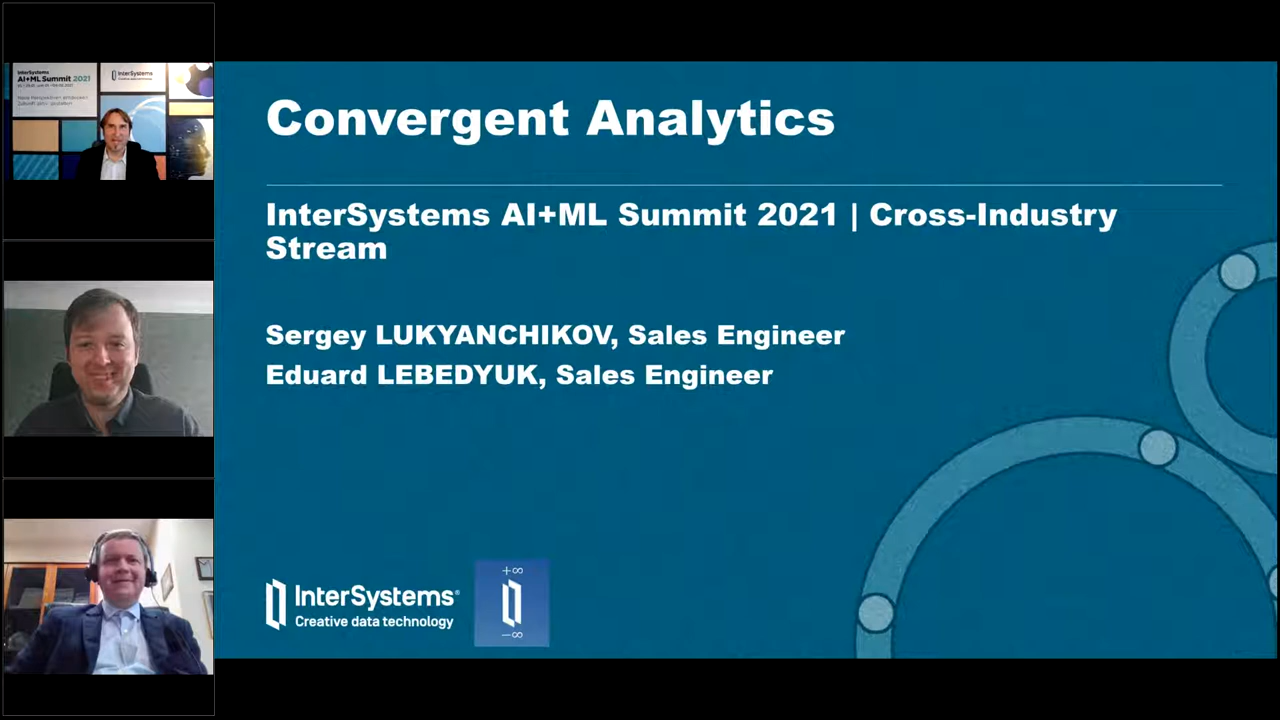 InterSystems
AI+ML Summit 2021
InterSystems
Convergent Analytics
InterSystems AI+ML Summit 2021 | Cross-Industry
Stream
Sergey LUKYANCHIKOV, Sales Engineer
Eduard LEBEDYUK, Sales Engineer
+∞
InterSystems®
Creative data technology
−∞